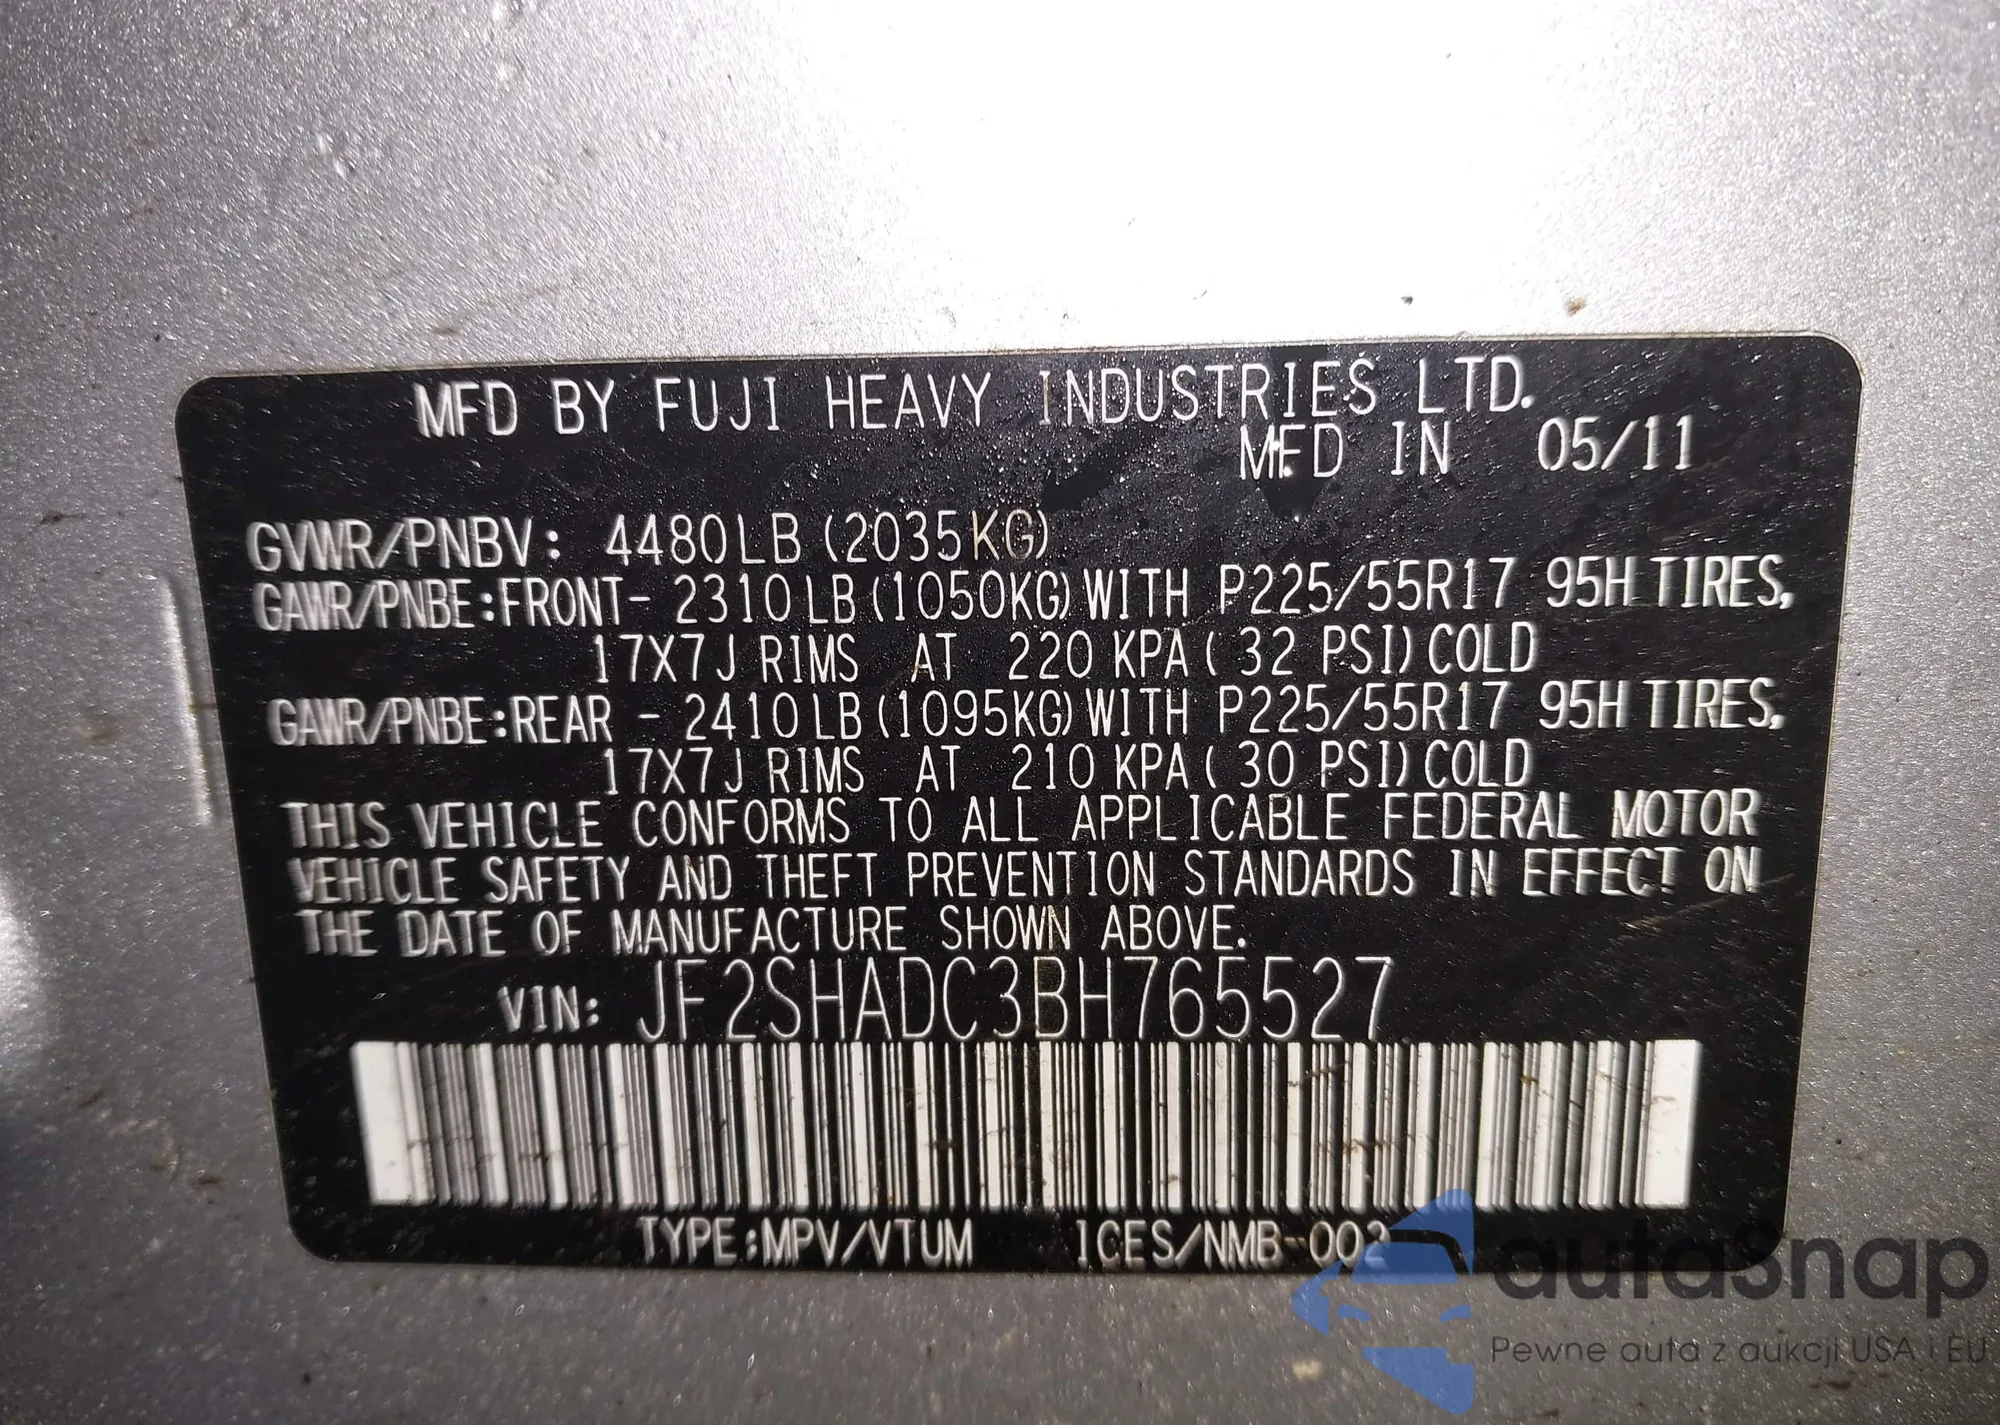 MFD BY FUJI HEAVY INDUSTRIES LTD.
MFD IN 05/11
GVWR/PNBV: 4480LB (2035KG)
GAWR/PNBE:FRONT- 2310LB (1050KG) WITH P225/55R17 95H TIRES,
17X7J RIMS AT 220 KPA ( 32 PSI) COLD
GAWR/PNBE:REAR - 2410LB (1095KG) WITH P225/55R17 95H TIRES,
17X7J RIMS AT 210 KPA ( 30 PSI) COLD
THIS VEHICLE CONFORMS TO ALL APPLICABLE FEDERAL MOTOR
VEHICLE SAFETY AND THEFT PREVENTION STANDARDS IN EFFECT ON
THE DATE OF MANUFACTURE SHOWN ABOVE.
VIN: JF2SHADC3BH765527
TYPE:MPV/VTUM ICES/NMB-002
autaSnap
Pewne auta z aukcji USA i EU